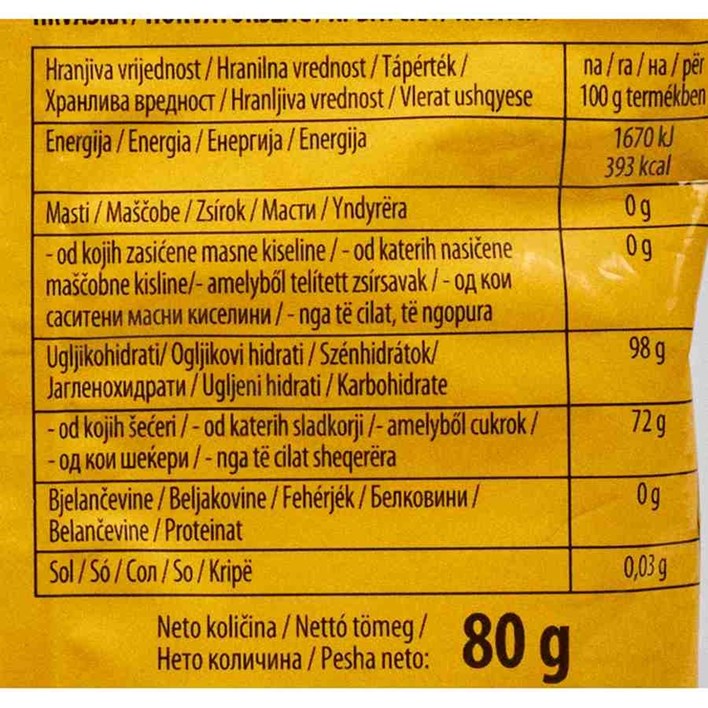 Hranjiva vrijednost / Hranilna vrednost / Tápérték /
Хранлива вредност / Hranljiva vrednost / Vlerat ushqyese
na / ra / на / për
100 g termékben
Energija / Energia / Енергија / Energjia
1670 kJ
393 kcal
Masti / Maščobe / Zsírok / Масти / Yndyrëra
0 g
- od kojih zasićene masne kiseline / - od katerih nasičene
maščobne kisline/- amelyből telített zsírsavak / - од кои
саситени масни киселини / - nga të cilat, të ngopura
0 g
Ugljikohidrati/ Ogljikovi hidrati / Szénhidrátok/
Јагленохидрати / Ugljeni hidrati / Karbohidrate
98 g
- od kojih šećeri / - od katerih sladkorji /- amelyből cukrok /
- од кои шеќери / - nga të cilat sheqerëra
72 g
Bjelančevine / Beljakovine / Fehérjék / Белковини /
Belančevine / Proteinat
0 g
Sol / Só / Сол / So / Kripë
0,03 g
Neto količina / Nettó tömeg /
Нето количина / Pesha neto:
80 g